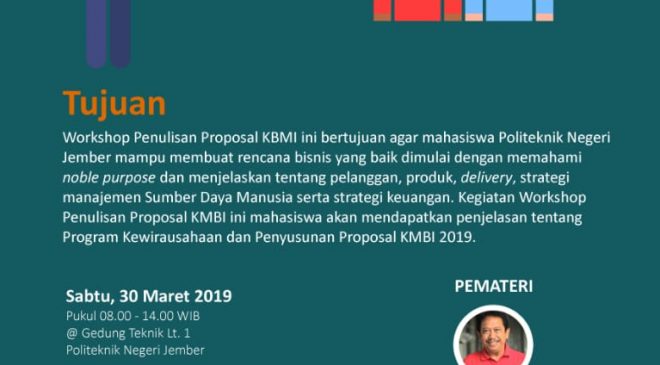 Tujuan
Workshop Penulisan Proposal KBMI ini bertujuan agar mahasiswa Politeknik Negeri
Jember mampu membuat rencana bisnis yang baik dimulai dengan memahami
noble purpose dan menjelaskan tentang pelanggan, produk, delivery, strategi
manajemen Sumber Daya Manusia serta strategi keuangan. Kegiatan Workshop
Penulisan Proposal KMBI ini mahasiswa akan mendapatkan penjelasan tentang
Program Kewirausahaan dan Penyusunan Proposal KMBI 2019.
Sabtu, 30 Maret 2019
Pukul 08.00 - 14.00 WIB
@ Gedung Teknik Lt. 1
Politeknik Negeri Jember
PEMATERI